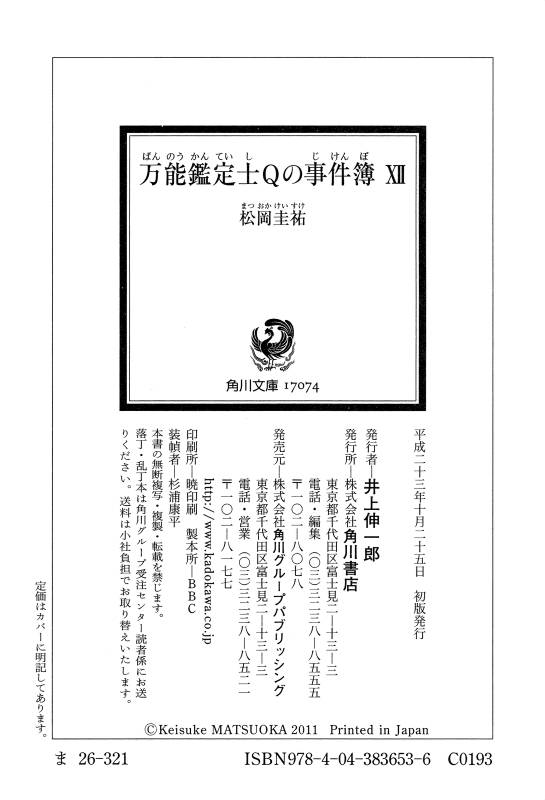 ばんのうかんていし じけんぼ
万能鑑定士Qの事件簿 XII
まつおかけいすけ
松岡圭祐
角川文庫 17074
平成二十三年十月二十五日 初版発行
発行者―井上伸一郎
発行所―株式会社角川書店
東京都千代田区富士見二―十三―三
電話・編集 (〇三)三二三八―八五五五
〒一〇二―八〇七八
発売元―株式会社角川グループパブリッシング
東京都千代田区富士見二―十三―三
電話・営業 (〇三)三二三八―八五二一
〒一〇二―八一七七
http://www.kadokawa.co.jp
印刷所―暁印刷 製本所―BBC
装幀者―杉浦康平
本書の無断複写・複製・転載を禁じます。
落丁・乱丁本は角川グループ受注センター読者係にお送
りください。送料は小社負担でお取り替えいたします。
定価はカバーに明記してあります。
©Keisuke MATSUOKA 2011 Printed in Japan
ま 26-321
ISBN978-4-04-383653-6 C0193